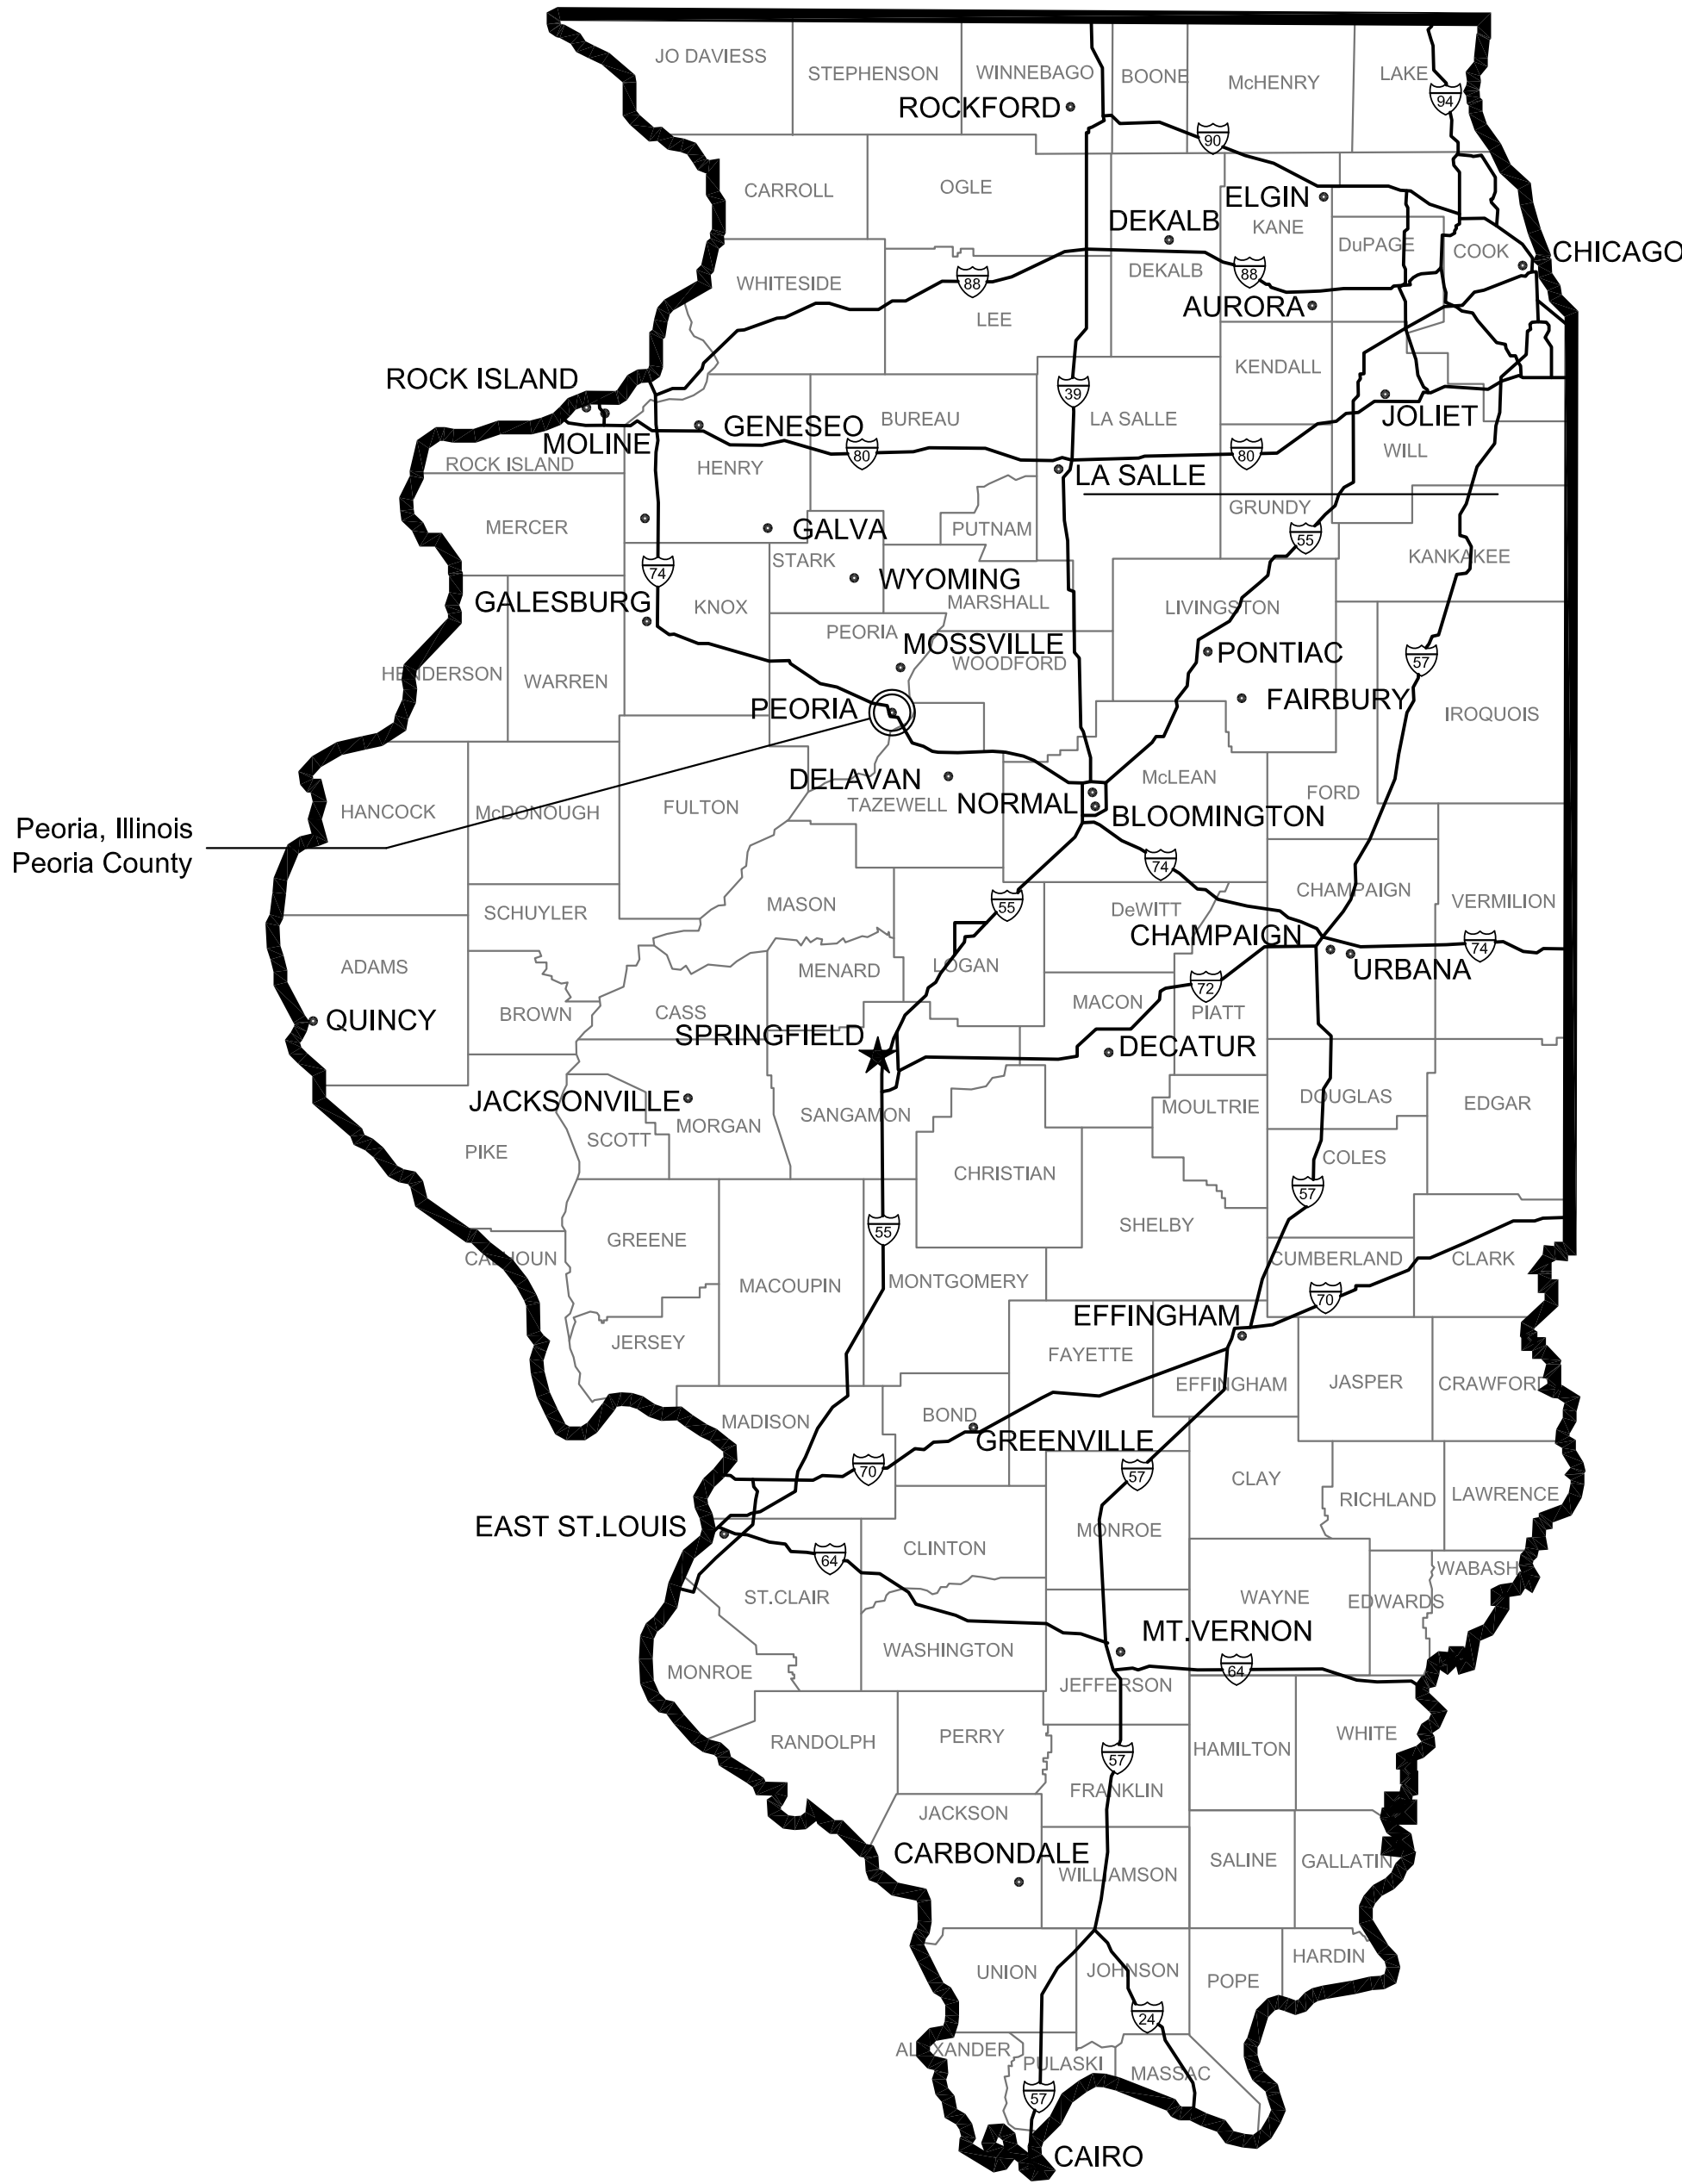 JO DAVIESS
STEPHENSON
WINNEBAGO
BOONE
McHENRY
LAKE
94
ROCKFORD
90
CARROLL
OGLE
ELGIN
KANE
DEKALB
DEKALB
DuPAGE
COOK
CHICAGO
WHITESIDE
88
88
LEE
AURORA
KENDALL
ROCK ISLAND
39
BUREAU
LA SALLE
JOLIET
GENESEO
MOLINE
80
80
WILL
ROCK ISLAND
HENRY
LA SALLE
GRUNDY
MERCER
GALVA
PUTNAM
55
STARK
KANKAKEE
74
WYOMING
GALESBURG
KNOX
MARSHALL
LIVINGSTON
PEORIA
MOSSVILLE
WOODFORD
PONTIAC
57
HENDERSON
WARREN
PEORIA
FAIRBURY
IROQUOIS
DELAVAN
McLEAN
HANCOCK
McDONOUGH
FULTON
TAZEWELL
NORMAL
BLOOMINGTON
FORD
Peoria, Illinois
Peoria County
74
CHAMPAIGN
VERMILION
SCHUYLER
MASON
55
DeWITT
CHAMPAIGN
74
ADAMS
MENARD
LOGAN
URBANA
72
MACON
PIATT
QUINCY
BROWN
CASS
SPRINGFIELD
DECATUR
JACKSONVILLE
MORGAN
SANGAMON
MOULTRIE
DOUGLAS
EDGAR
PIKE
SCOTT
CHRISTIAN
COLES
57
SHELBY
55
GREENE
CALHOUN
CUMBERLAND
CLARK
MACOUPIN
MONTGOMERY
70
EFFINGHAM
JERSEY
FAYETTE
EFFINGHAM
JASPER
CRAWFORD
MADISON
BOND
GREENVILLE
70
57
CLAY
RICHLAND
LAWRENCE
EAST ST.LOUIS
MONROE
CLINTON
64
WABASH
ST.CLAIR
WAYNE
EDWARDS
MT.VERNON
WASHINGTON
MONROE
64
JEFFERSON
RANDOLPH
PERRY
HAMILTON
WHITE
57
FRANKLIN
JACKSON
CARBONDALE
WILLIAMSON
SALINE
GALLATIN
HARDIN
UNION
JOHNSON
POPE
24
ALEXANDER
PULASKI
MASSAC
57
CAIRO